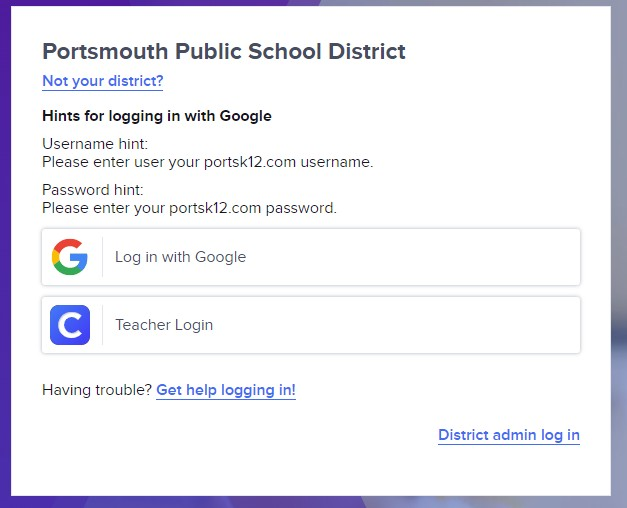 Portsmouth Public School District
Not your district?
Hints for logging in with Google
Username hint:
Please enter user your portsk12.com username.
Password hint:
Please enter your portsk12.com password.
Log in with Google
Teacher Login
Having trouble? Get help logging in!
District admin log in